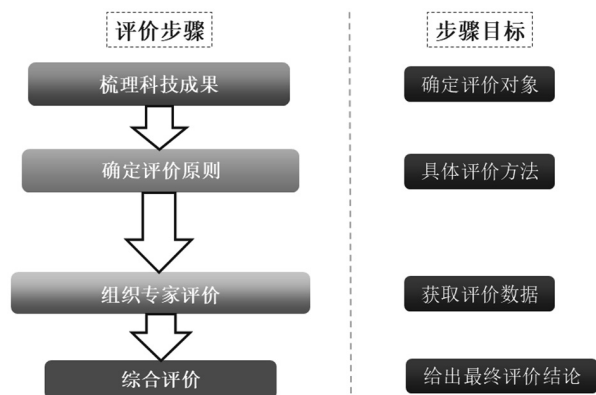 评价步骤
步骤目标
梳理科技成果
确定评价对象
确定评价原则
具体评价方法
组织专家评价
获取评价数据
综合评价
给出最终评价结论